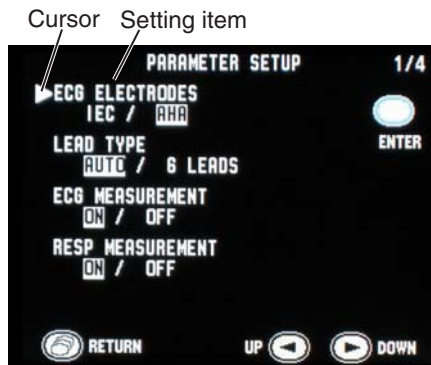 Cursor Setting item
PARAMETER SETUP 1/4
ECG ELECTRODES
IEC / AHA
ENTER
LEAD TYPE
AUTO / 6 LEADS
ECG MEASUREMENT
ON / OFF
RESP MEASUREMENT
ON / OFF
RETURN UP DOWN